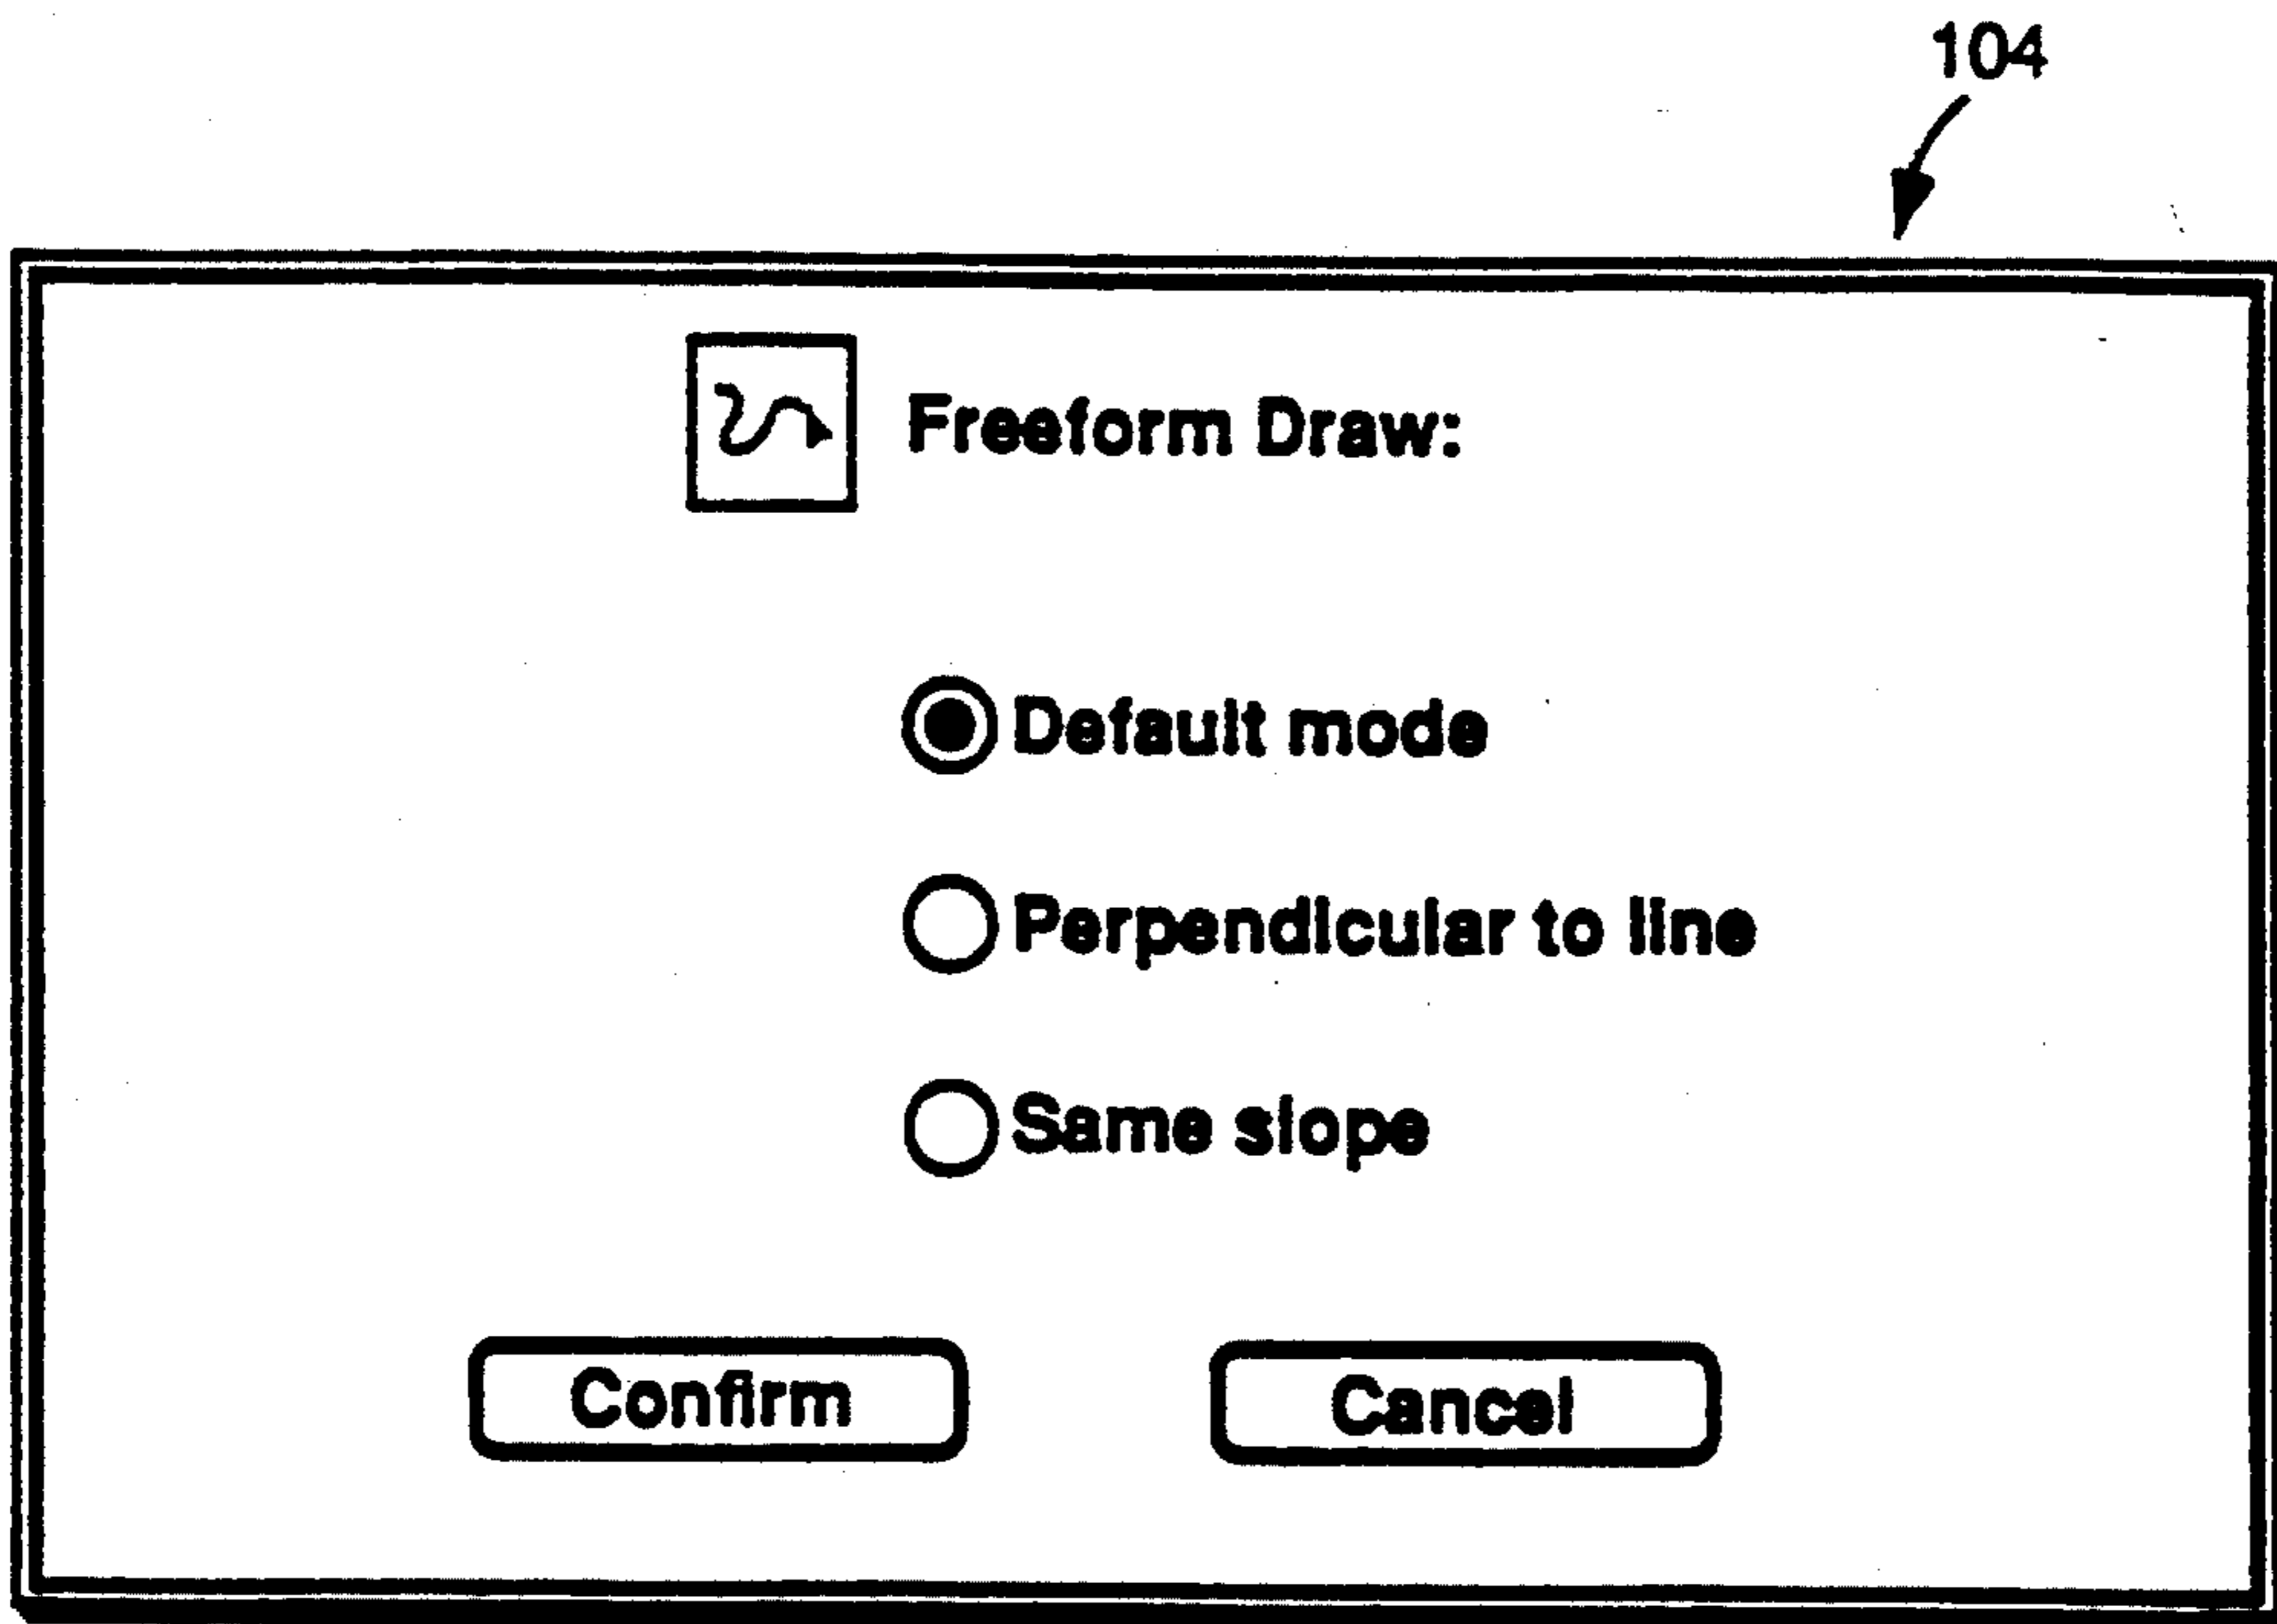 104
Freeform Draw:
Default mode
Perpendicular to line
Same slope
Confirm
Cancel